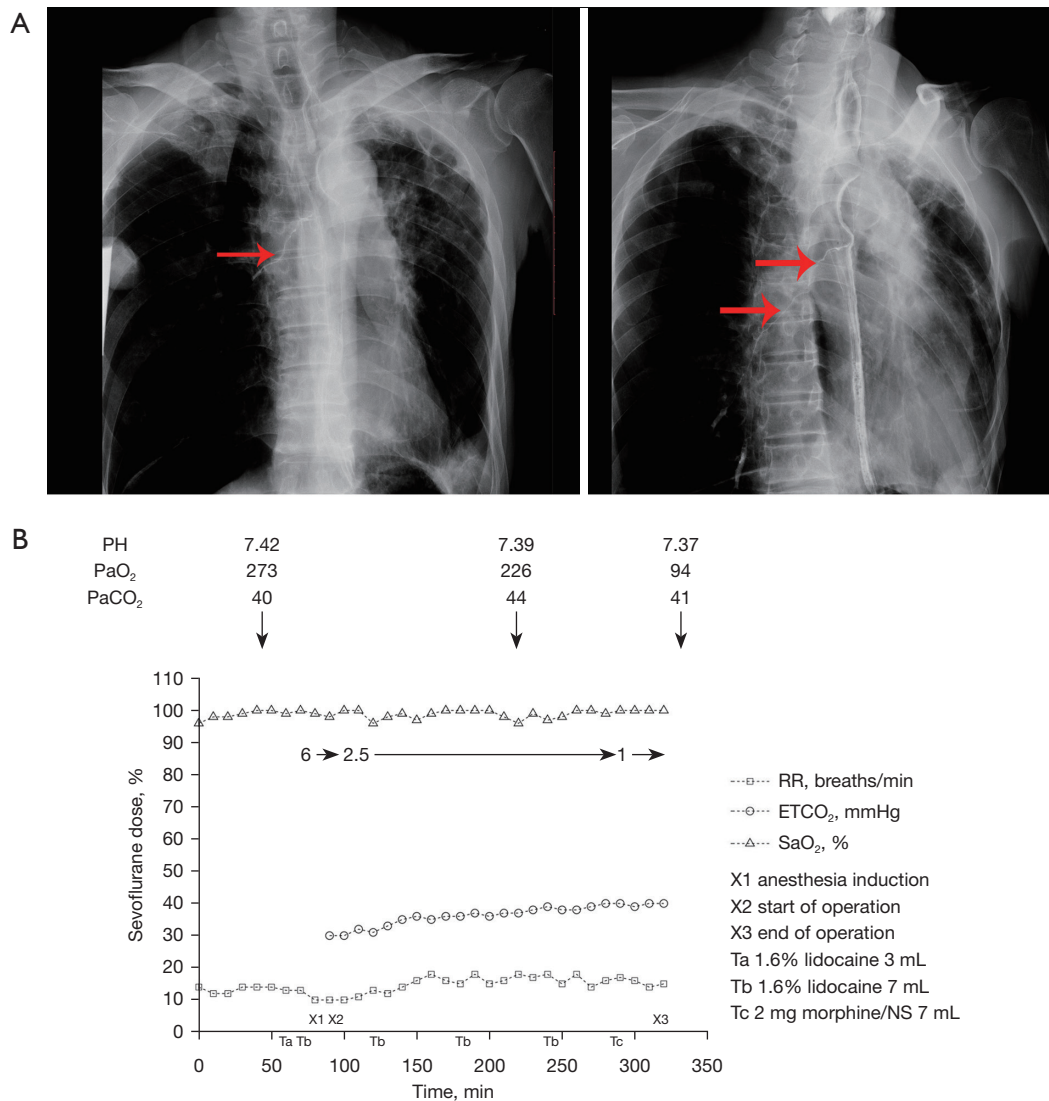 A
B
PH 7.42 7.39 7.37
PaO₂ 273 226 94
PaCO₂ 40 44 41
110
100
90
6 2.5 1
80
70
60
50
40
30
20
10
0
Sevoflurane dose, %
X1 X2 X3
Ta Tb Tb Tb Tb Tc
0 50 100 150 200 250 300 350
Time, min
RR, breaths/min
ETCO₂, mmHg
SaO₂, %
X1 anesthesia induction
X2 start of operation
X3 end of operation
Ta 1.6% lidocaine 3 mL
Tb 1.6% lidocaine 7 mL
Tc 2 mg morphine/NS 7 mL